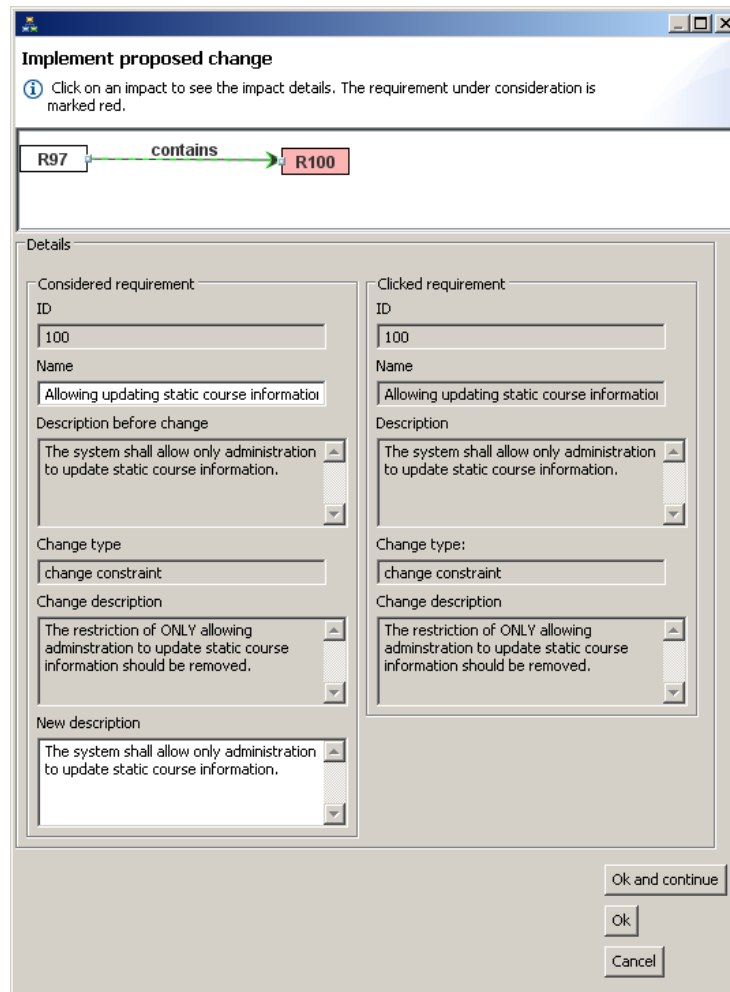 Implement proposed change
Click on an impact to see the impact details. The requirement under consideration is
marked red.
R97
contains
R100
Details
Considered requirement
ID
100
Name
Allowing updating static course information
Description before change
The system shall allow only administration
to update static course information.
Change type
change constraint
Change description
The restriction of ONLY allowing
adminstration to update static course
information should be removed.
New description
The system shall allow only administration
to update static course information.
Clicked requirement
ID
100
Name
Allowing updating static course information
Description
The system shall allow only administration
to update static course information.
Change type:
change constraint
Change description
The restriction of ONLY allowing
adminstration to update static course
information should be removed.
Ok and continue
Ok
Cancel